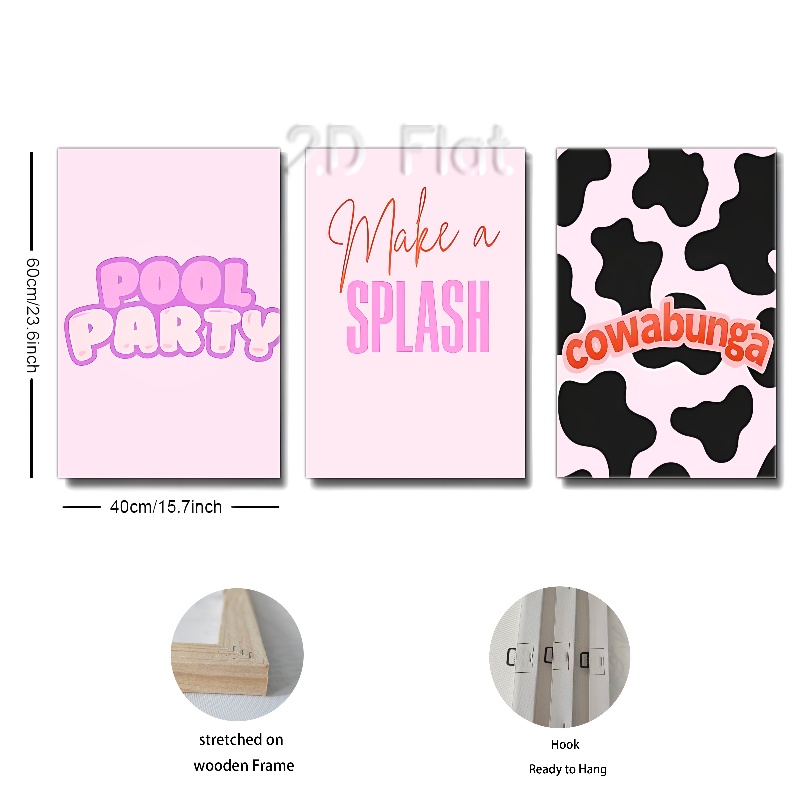 2.D Flat.
POOL
PARTY
Make a
SPLASH
cowabunga
60cm/23.6inch
40cm/15.7inch
stretched on
wooden Frame
Hook
Ready to Hang